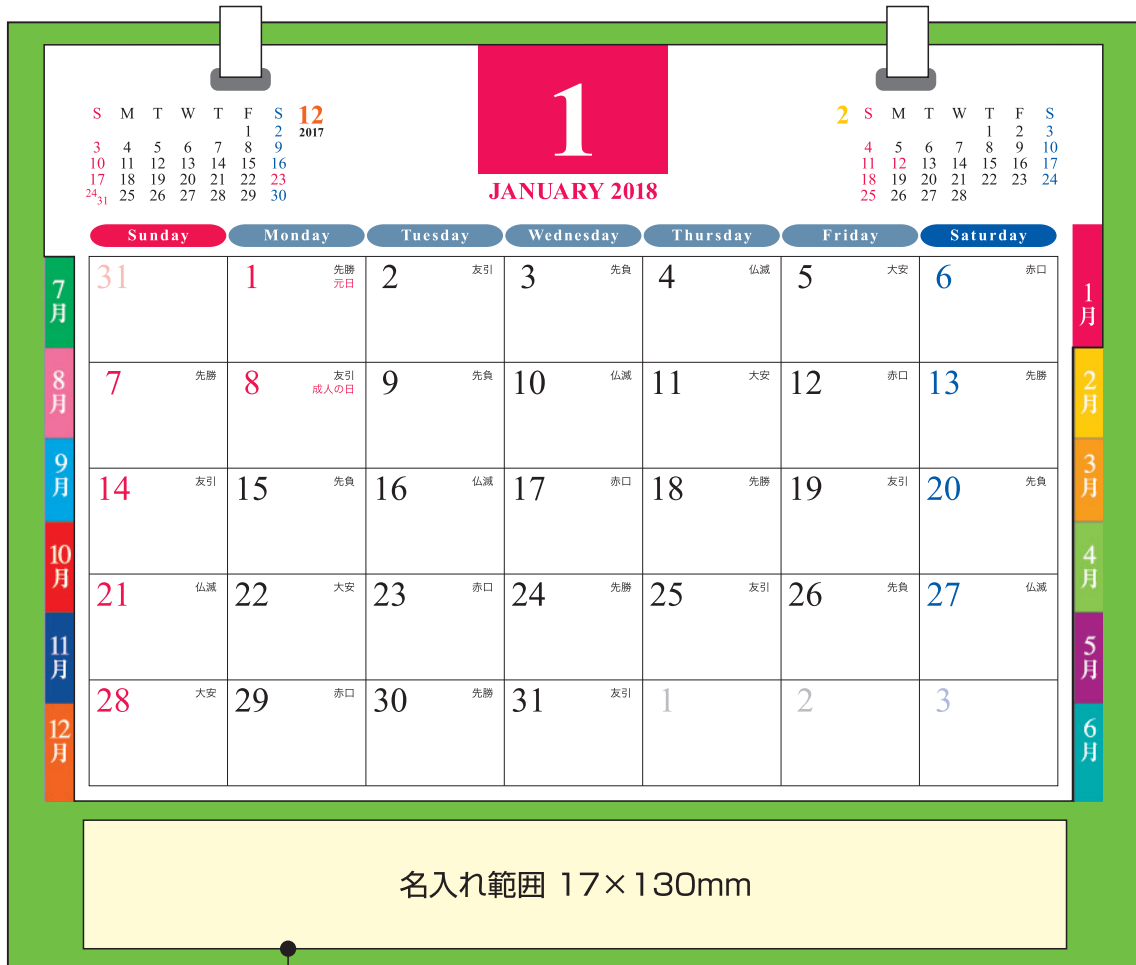 S M T W T F S 12
1 2 2017
3 4 5 6 7 8 9
10 11 12 13 14 15 16
17 18 19 20 21 22 23
24 31 25 26 27 28 29 30
1
JANUARY 2018
2 S M T W T F S
1 2 3
4 5 6 7 8 9 10
11 12 13 14 15 16 17
18 19 20 21 22 23 24
25 26 27 28
Sunday Monday Tuesday Wednesday Thursday Friday Saturday
31 1 先勝 2 友引 3 先負 4 仏滅 5 大安 6 赤口
元日
7 先勝 8 友引 9 先負 10 仏滅 11 大安 12 赤口 13 先勝
成人の日
14 友引 15 先負 16 仏滅 17 赤口 18 先勝 19 友引 20 先負
21 仏滅 22 大安 23 赤口 24 先勝 25 友引 26 先負 27 仏滅
28 大安 29 赤口 30 先勝 31 友引 1 2 3
7月
8月
9月
10月
11月
12月
1月
2月
3月
4月
5月
6月
名入れ範囲 17×130mm